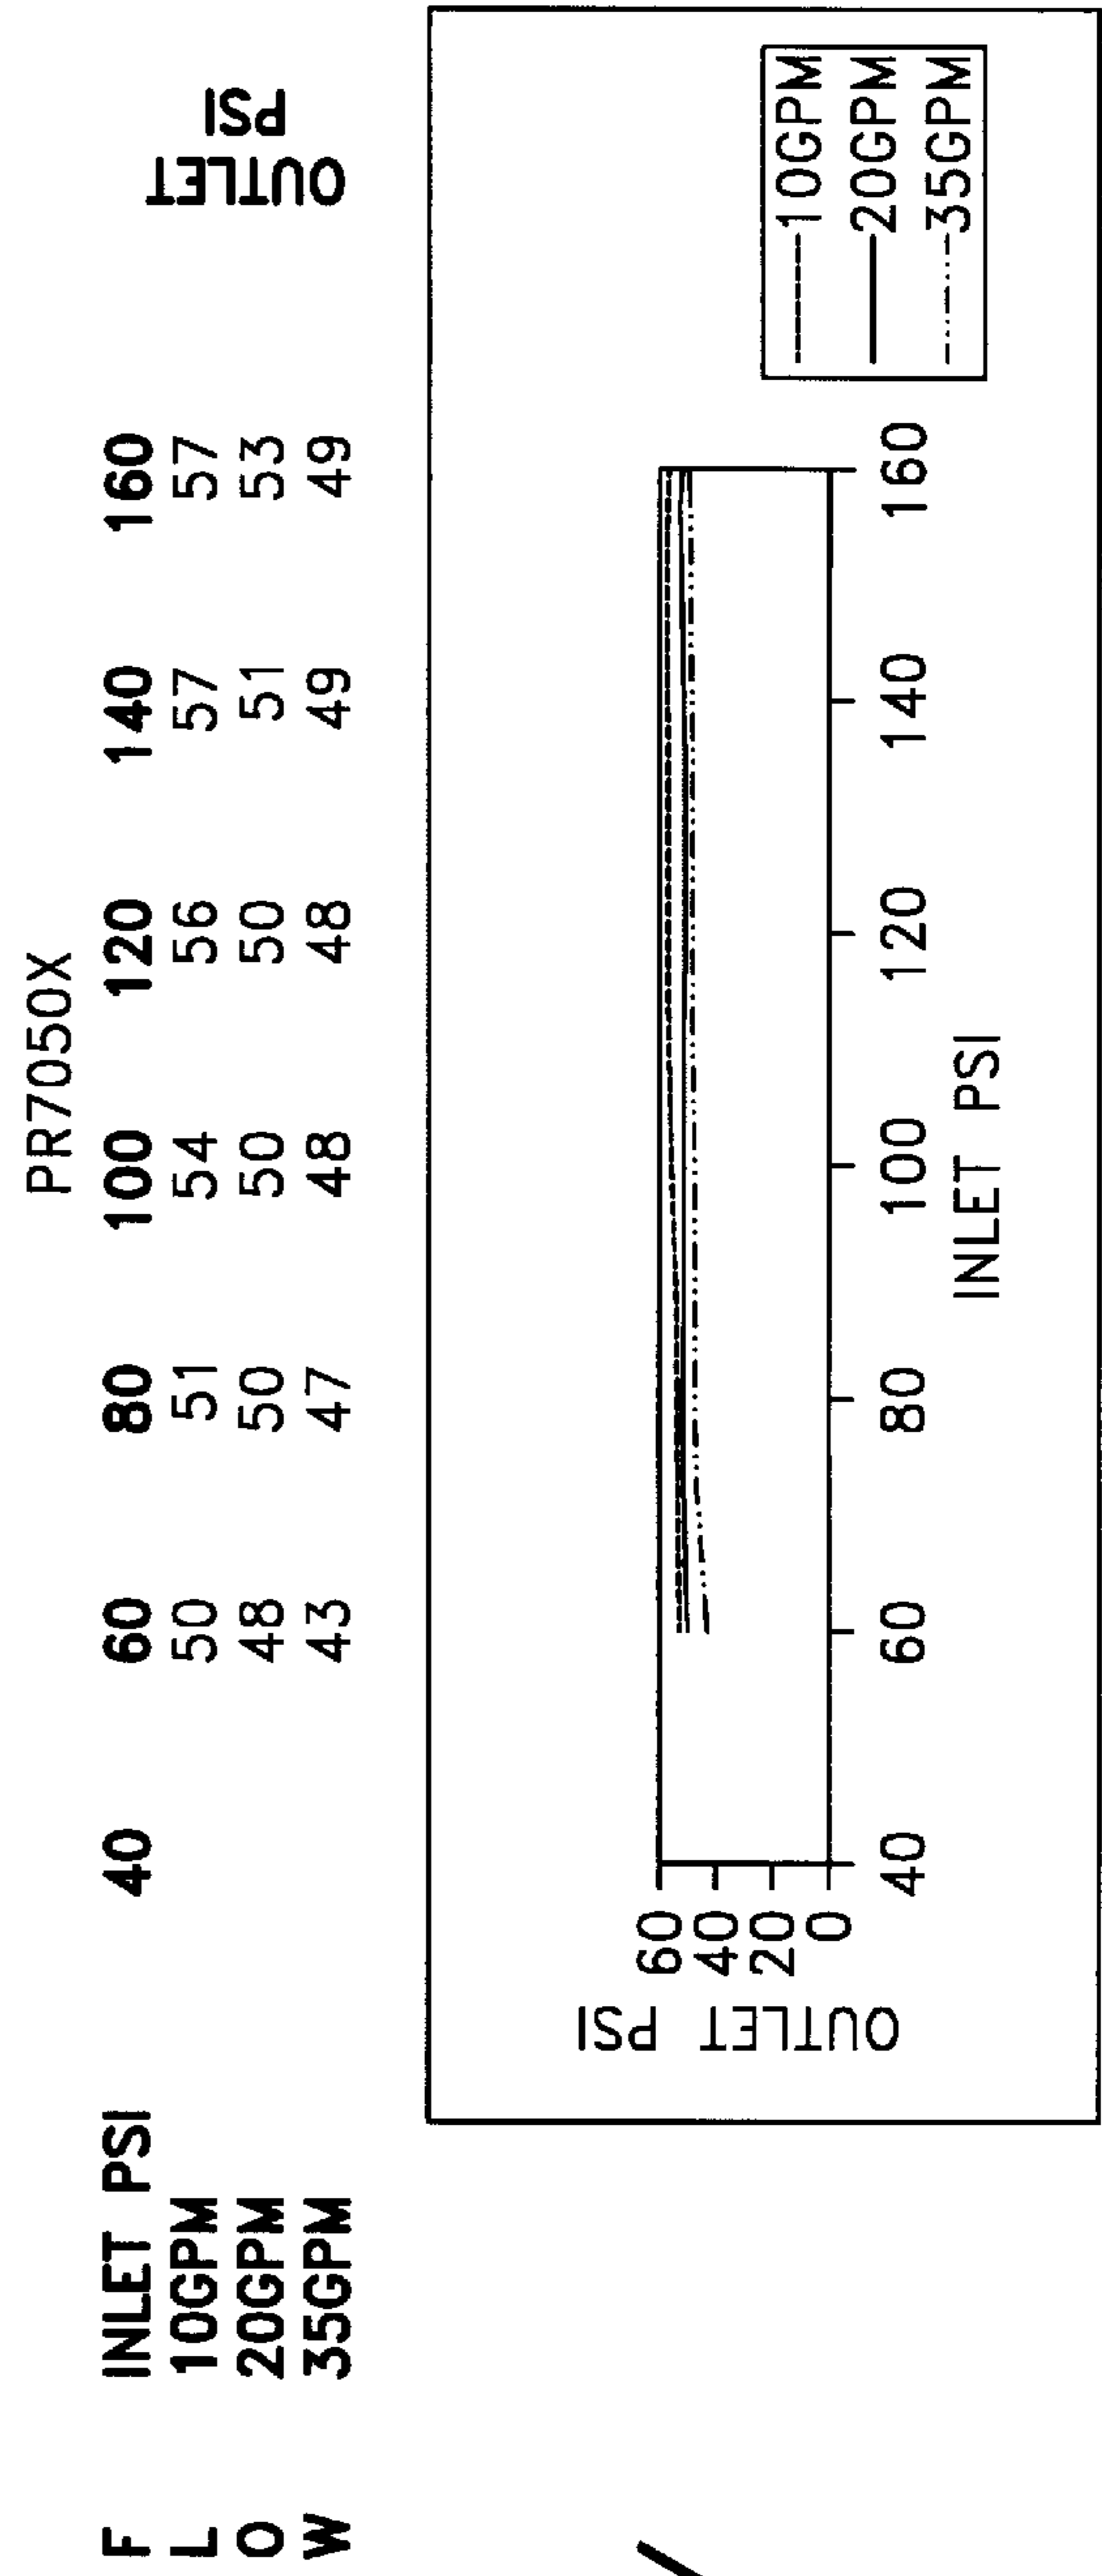 PR7050X
F INLET PSI 40 60 80 100 120 140 160
L 10GPM 50 51 54 56 57 57 OUTLET
O 20GPM 48 50 50 50 51 53 PSI
W 35GPM 43 47 48 48 49 49
OUTLET PSI
60
40
20
0
40 60 80 100 120 140 160
INLET PSI
10GPM
20GPM
35GPM